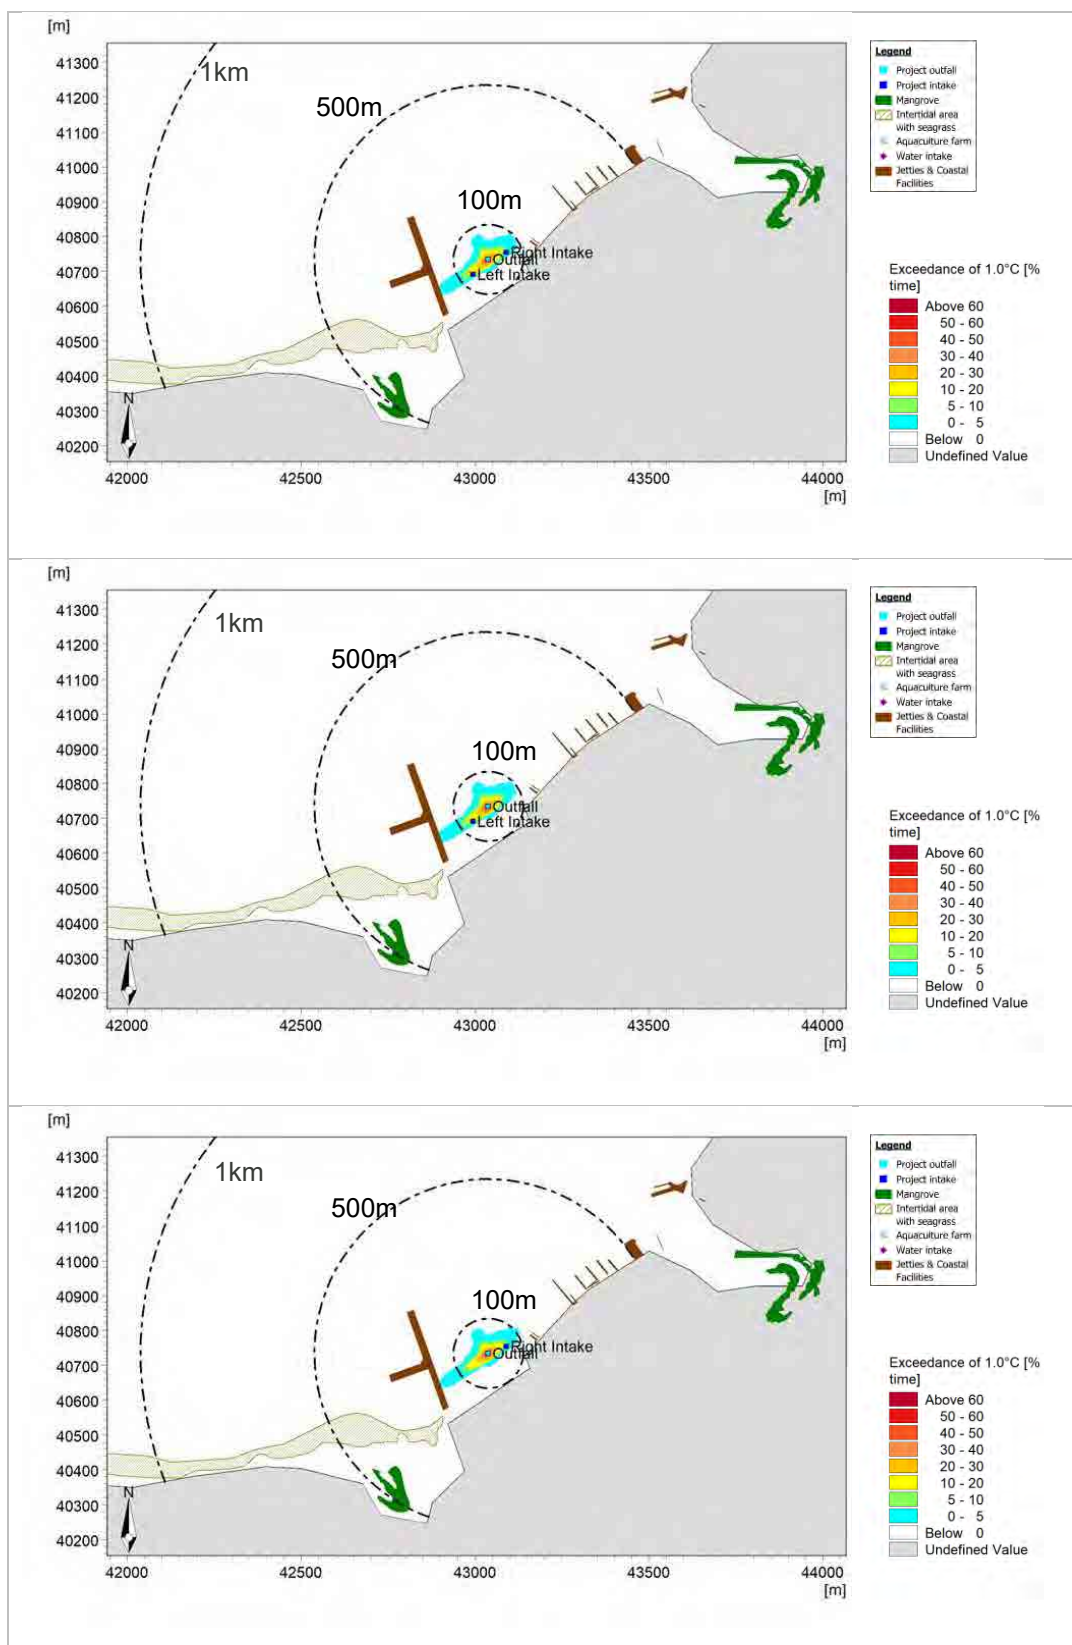 [m]
41300
41200
41100
41000
40900
40800
40700
40600
40500
40400
40300
40200
1km
500m
100m
Right Intake
Outfall
Left Intake
N
42000 42500 43000 43500 44000
[m]
Legend
Project outfall
Project intake
Mangrove
Intertidal area
with seagrass
Aquaculture farm
Water intake
Jetties & Coastal
Facilities
Exceedance of 1.0°C [%
time]
Above 60
50 - 60
40 - 50
30 - 40
20 - 30
10 - 20
5 - 10
0 - 5
Below 0
Undefined Value
[m]
41300
41200
41100
41000
40900
40800
40700
40600
40500
40400
40300
40200
1km
500m
100m
Outfall
Left Intake
N
42000 42500 43000 43500 44000
[m]
Legend
Project outfall
Project intake
Mangrove
Intertidal area
with seagrass
Aquaculture farm
Water intake
Jetties & Coastal
Facilities
Exceedance of 1.0°C [%
time]
Above 60
50 - 60
40 - 50
30 - 40
20 - 30
10 - 20
5 - 10
0 - 5
Below 0
Undefined Value
[m]
41300
41200
41100
41000
40900
40800
40700
40600
40500
40400
40300
40200
1km
500m
100m
Right Intake
Outfall
N
42000 42500 43000 43500 44000
[m]
Legend
Project outfall
Project intake
Mangrove
Intertidal area
with seagrass
Aquaculture farm
Water intake
Jetties & Coastal
Facilities
Exceedance of 1.0°C [%
time]
Above 60
50 - 60
40 - 50
30 - 40
20 - 30
10 - 20
5 - 10
0 - 5
Below 0
Undefined Value